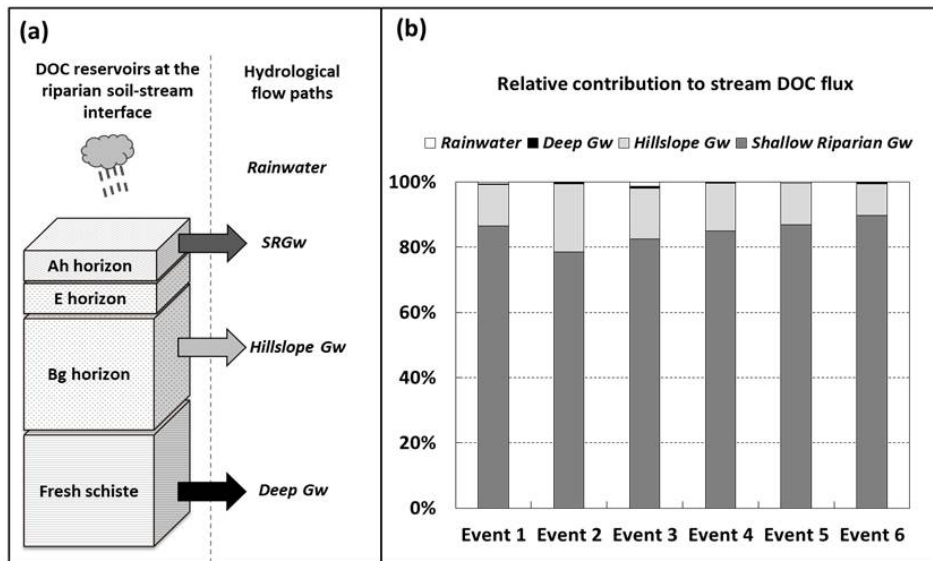 (a)
DOC reservoirs at the
riparian soil-stream
interface
Hydrological
flow paths
Rainwater
SRGw
Ah horizon
E horizon
Hillslope Gw
Bg horizon
Fresh schiste
Deep Gw
(b)
Relative contribution to stream DOC flux
Rainwater Deep Gw Hillslope Gw Shallow Riparian Gw
100%
80%
60%
40%
20%
0%
Event 1 Event 2 Event 3 Event 4 Event 5 Event 6